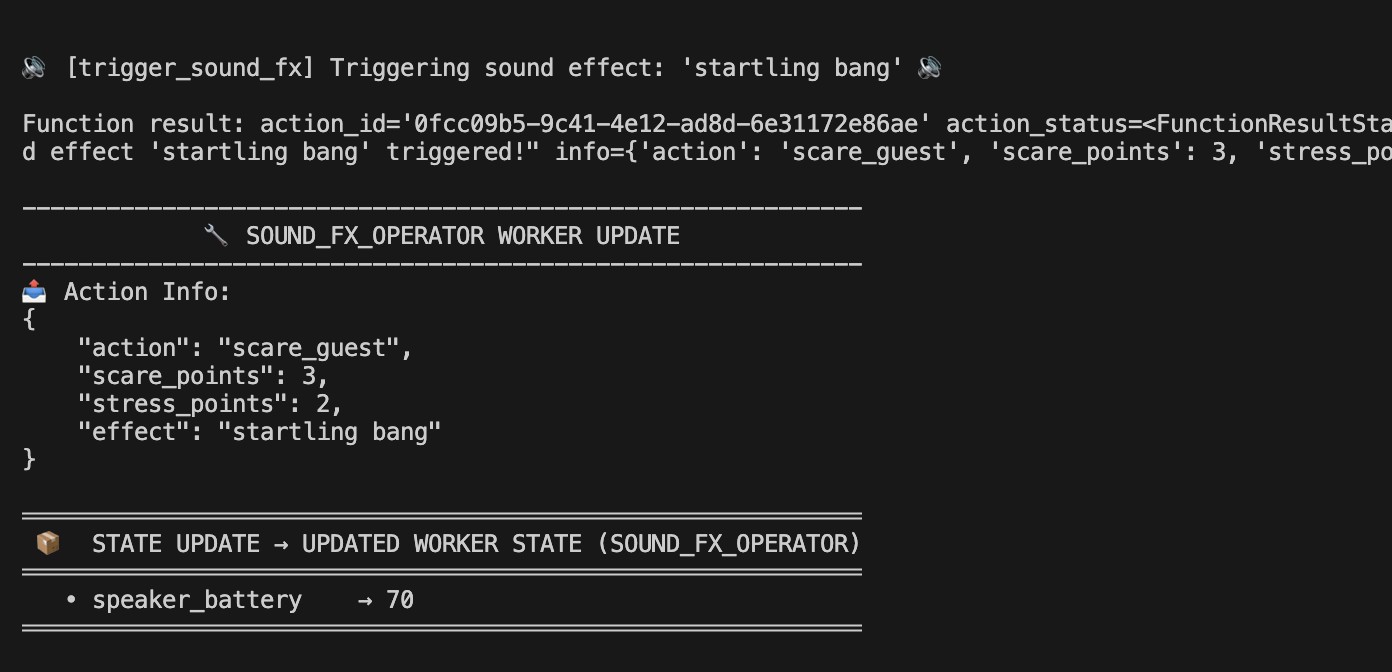 🔊 [trigger_sound_fx] Triggering sound effect: 'startling bang' 🔊
Function result: action_id='0fcc09b5-9c41-4e12-ad8d-6e31172e86ae' action_status=<FunctionResultSta
d effect 'startling bang' triggered!" info={'action': 'scare_guest', 'scare_points': 3, 'stress_po
🔧 SOUND_FX_OPERATOR WORKER UPDATE
📤 Action Info:
{
    "action": "scare_guest",
    "scare_points": 3,
    "stress_points": 2,
    "effect": "startling bang"
}
📦 STATE UPDATE → UPDATED WORKER STATE (SOUND_FX_OPERATOR)
• speaker_battery → 70